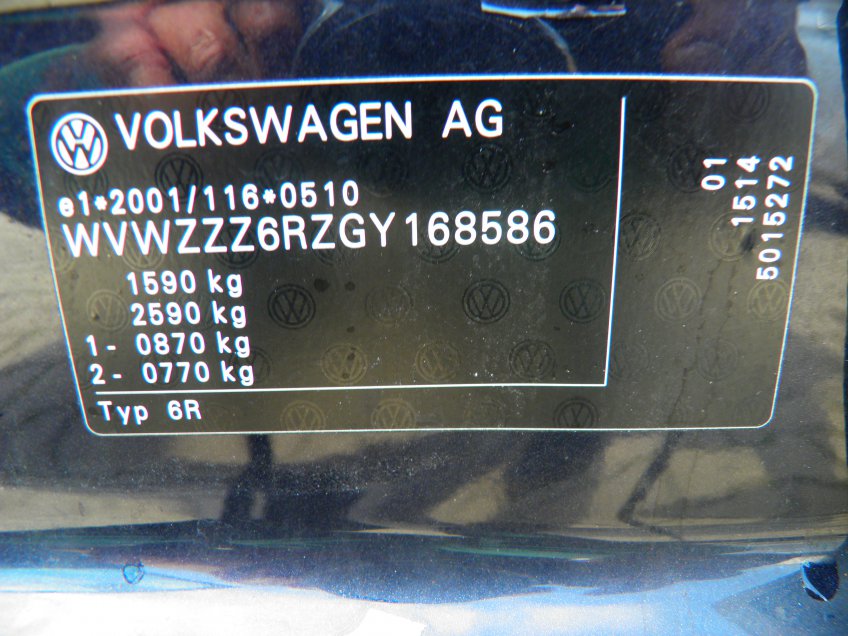 VOLKSWAGEN AG
e1*2001/116*0510
WVWZZZ6RZGY168586
1590 kg
2590 kg
1- 0870 kg
2- 0770 kg
Typ 6R
01
1514
5015272